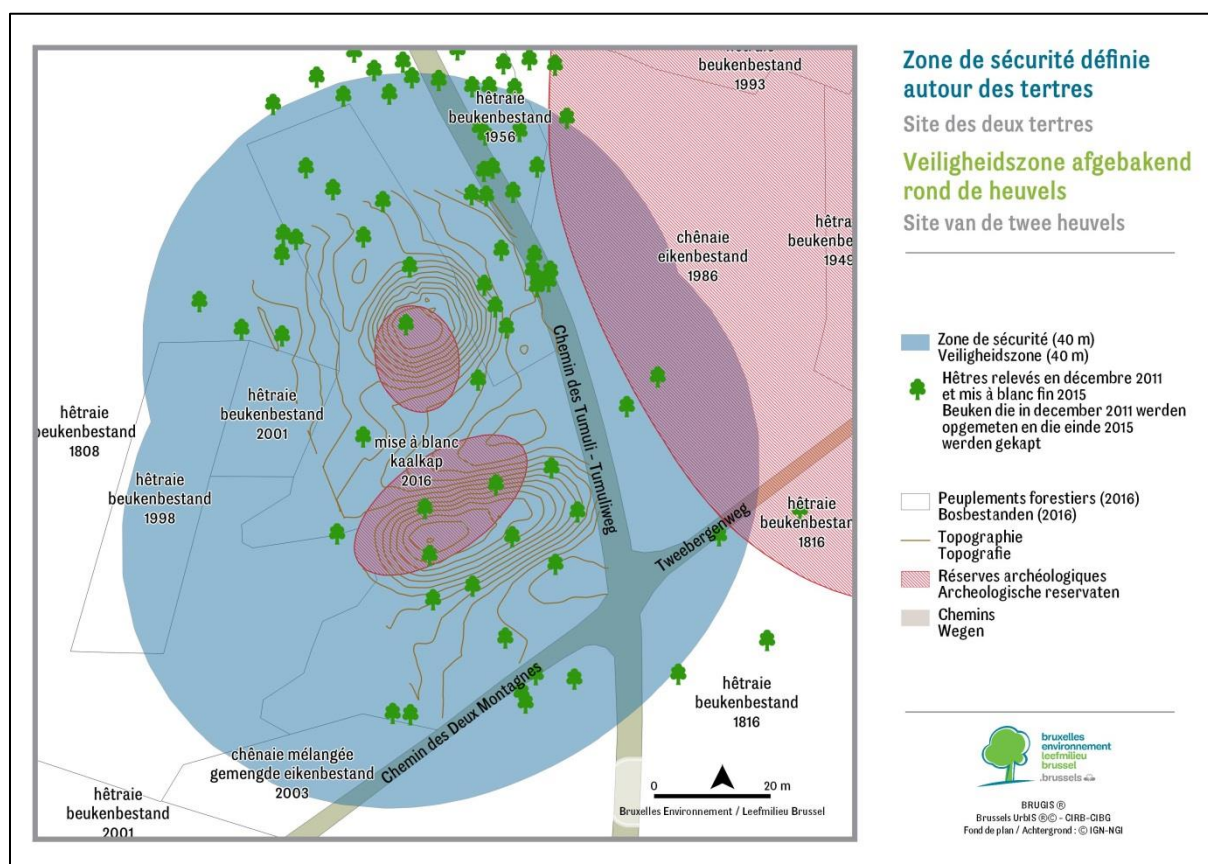 hêtraie
beukenbestand
1993
hêtraie
beukenbestand
1956
hêtra
beukenbe
1949
chênaie
eikenbestand
1986
Chemin des Tumuli - Tumuliweg
hêtraie
beukenbestand
2001
hêtraie
beukenbestand
1808
mise à blanc
kaalkap
2016
hêtraie
beukenbestand
1998
hêtraie
beukenbestan
1816
Tweebergenweg
Chemin des Deux Montagnes
hêtraie
beukenbestand
1816
chênaie mélangée
gemengde eikenbestand
2003
hêtraie
beukenbestand
2001
0 20 m
Bruxelles Environnement / Leefmilieu Brussel
Zone de sécurité définie
autour des tertres
Site des deux tertres
Veiligheidszone afgebakend
rond de heuvels
Site van de twee heuvels
Zone de sécurité (40 m)
Veiligheidszone (40 m)
Hêtres relevés en décembre 2011
et mis à blanc fin 2015
Beuken die in december 2011 werden
opgemeten en die einde 2015
werden gekapt
Peuplements forestiers (2016)
Bosbestanden (2016)
Topographie
Topografie
Réserves archéologiques
Archeologische reservaten
Chemins
Wegen
bruxelles
environnement
leefmilieu
brussel
.brussels
BRUGIS ®
Brussels UrbIS ®© - CIRB-CIBG
Fond de plan / Achtergrond : © IGN-NGI